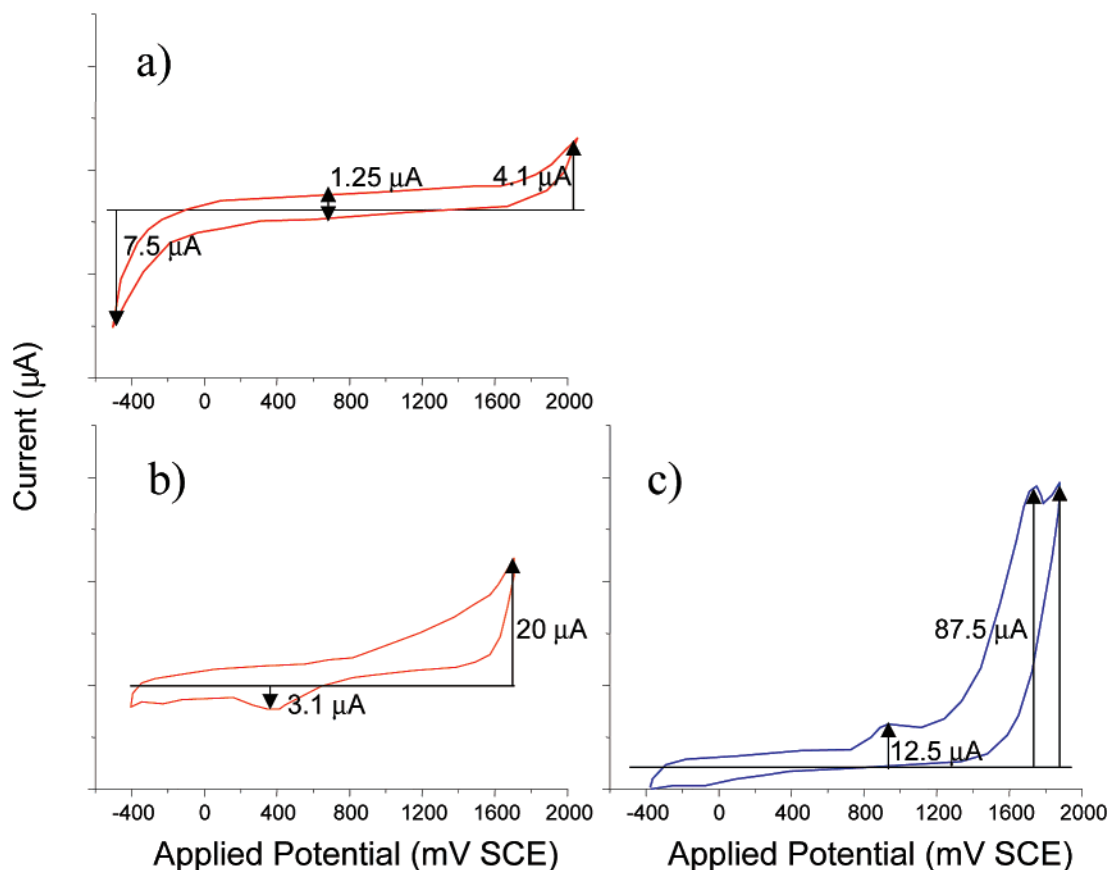 a)
1.25 µA
4.1 µA
7.5 µA
-400 0 400 800 1200 1600 2000
Current (µA)
b)
20 µA
3.1 µA
-400 0 400 800 1200 1600 2000
Applied Potential (mV SCE)
c)
87.5 µA
12.5 µA
-400 0 400 800 1200 1600 2000
Applied Potential (mV SCE)